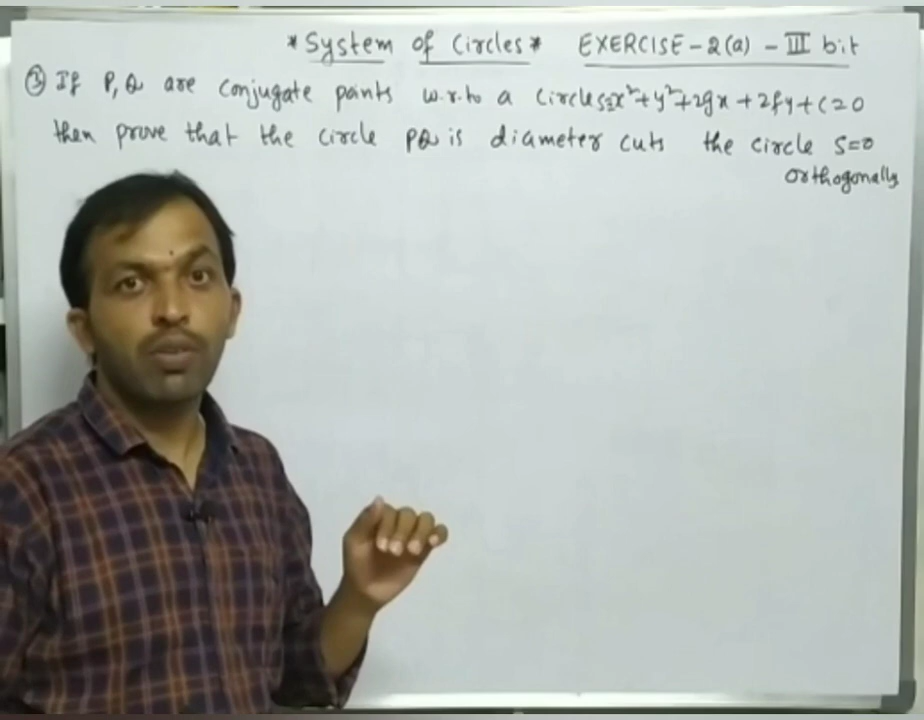 *System of Circles* EXERCISE-2(a) - III bit
③ If P, Q are conjugate points w.r.to a circle S≡x²+y²+2gx+2fy+c=0
then prove that the circle PQ is diameter cuts the circle S=0
orthogonally